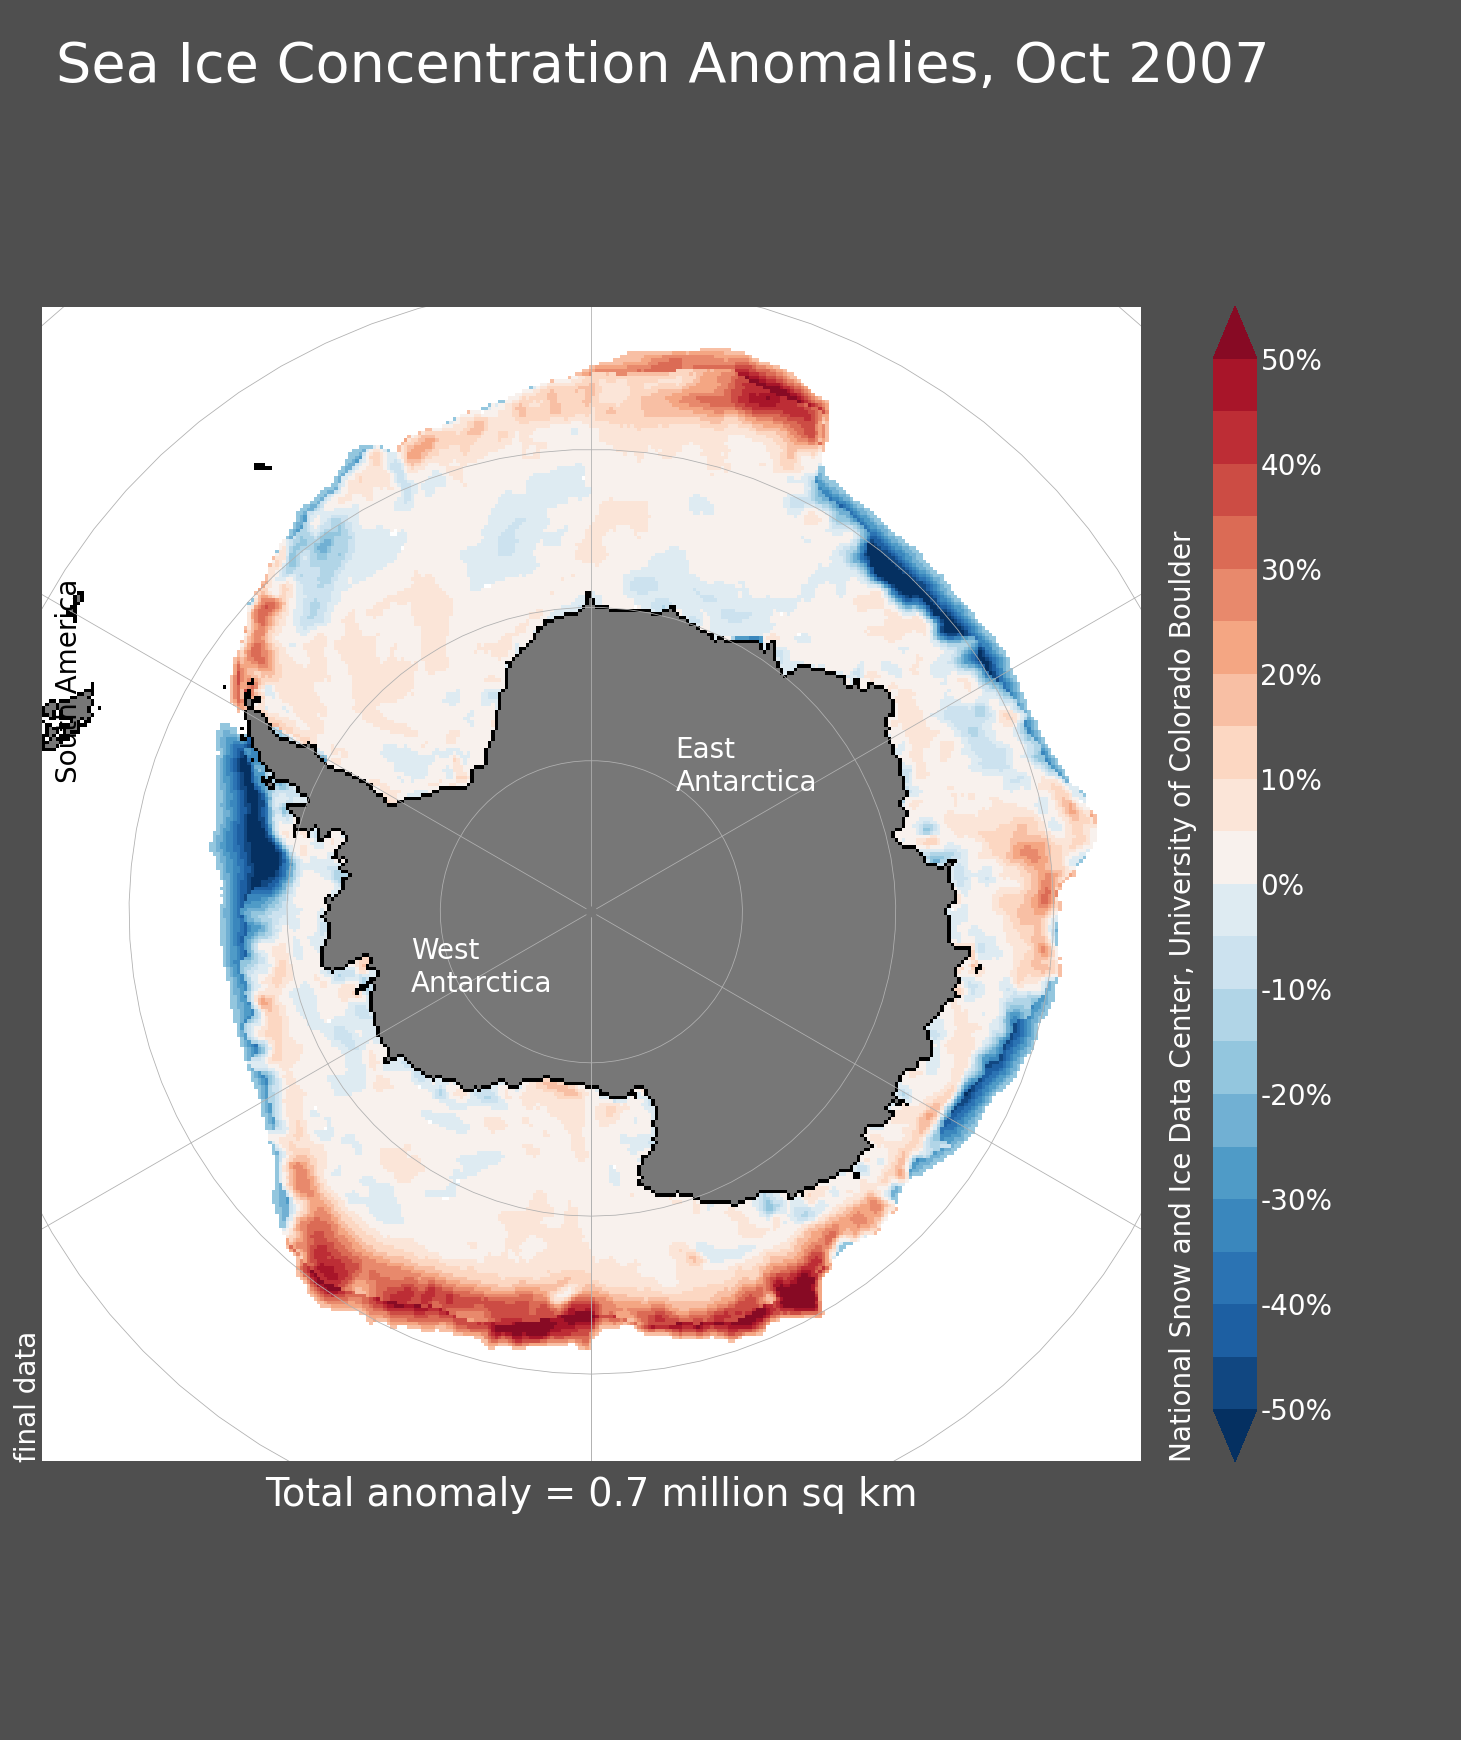 Sea Ice Concentration Anomalies, Oct 2007
South America
East
Antarctica
West
Antarctica
final data
National Snow and Ice Data Center, University of Colorado Boulder
50%
40%
30%
20%
10%
0%
-10%
-20%
-30%
-40%
-50%
Total anomaly = 0.7 million sq km